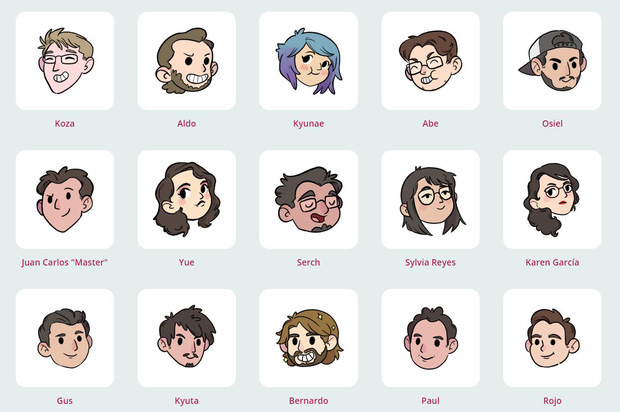 Koza
Aldo
Kyunae
Abe
Osiel
Juan Carlos "Master"
Yue
Serch
Sylvia Reyes
Karen García
Gus
Kyuta
Bernardo
Paul
Rojo